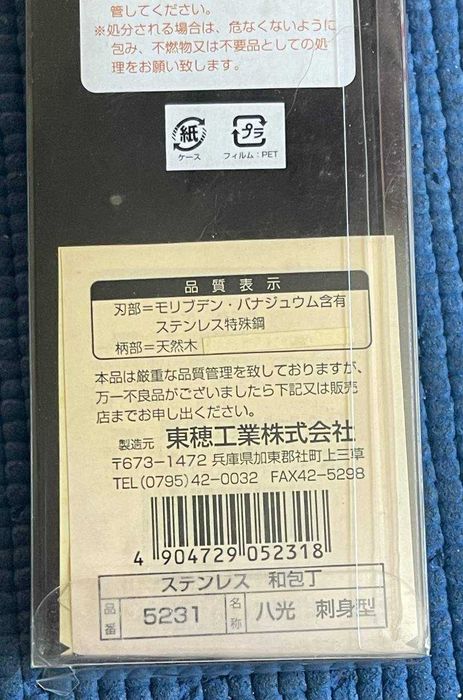 管してください。
※処分される場合は、危なくないように
包み、不燃物又は不要品としての処
理をお願い致します。
紙
ケース
プラ
フィルム:PET
品質表示
刃部=モリブデン・バナジュウム含有
ステンレス特殊鋼
柄部=天然木
本品は厳重な品質管理を致しておりますが、
万一不良品がございましたら下記又は販売
店までお申し出ください。
製造元 東穂工業株式会社
〒673-1472 兵庫県加東郡社町上三草
TEL(0795)42-0032 FAX42-5298
4 904729 052318
ステンレス 和包丁
品番 5231 名称 八光 刺身型